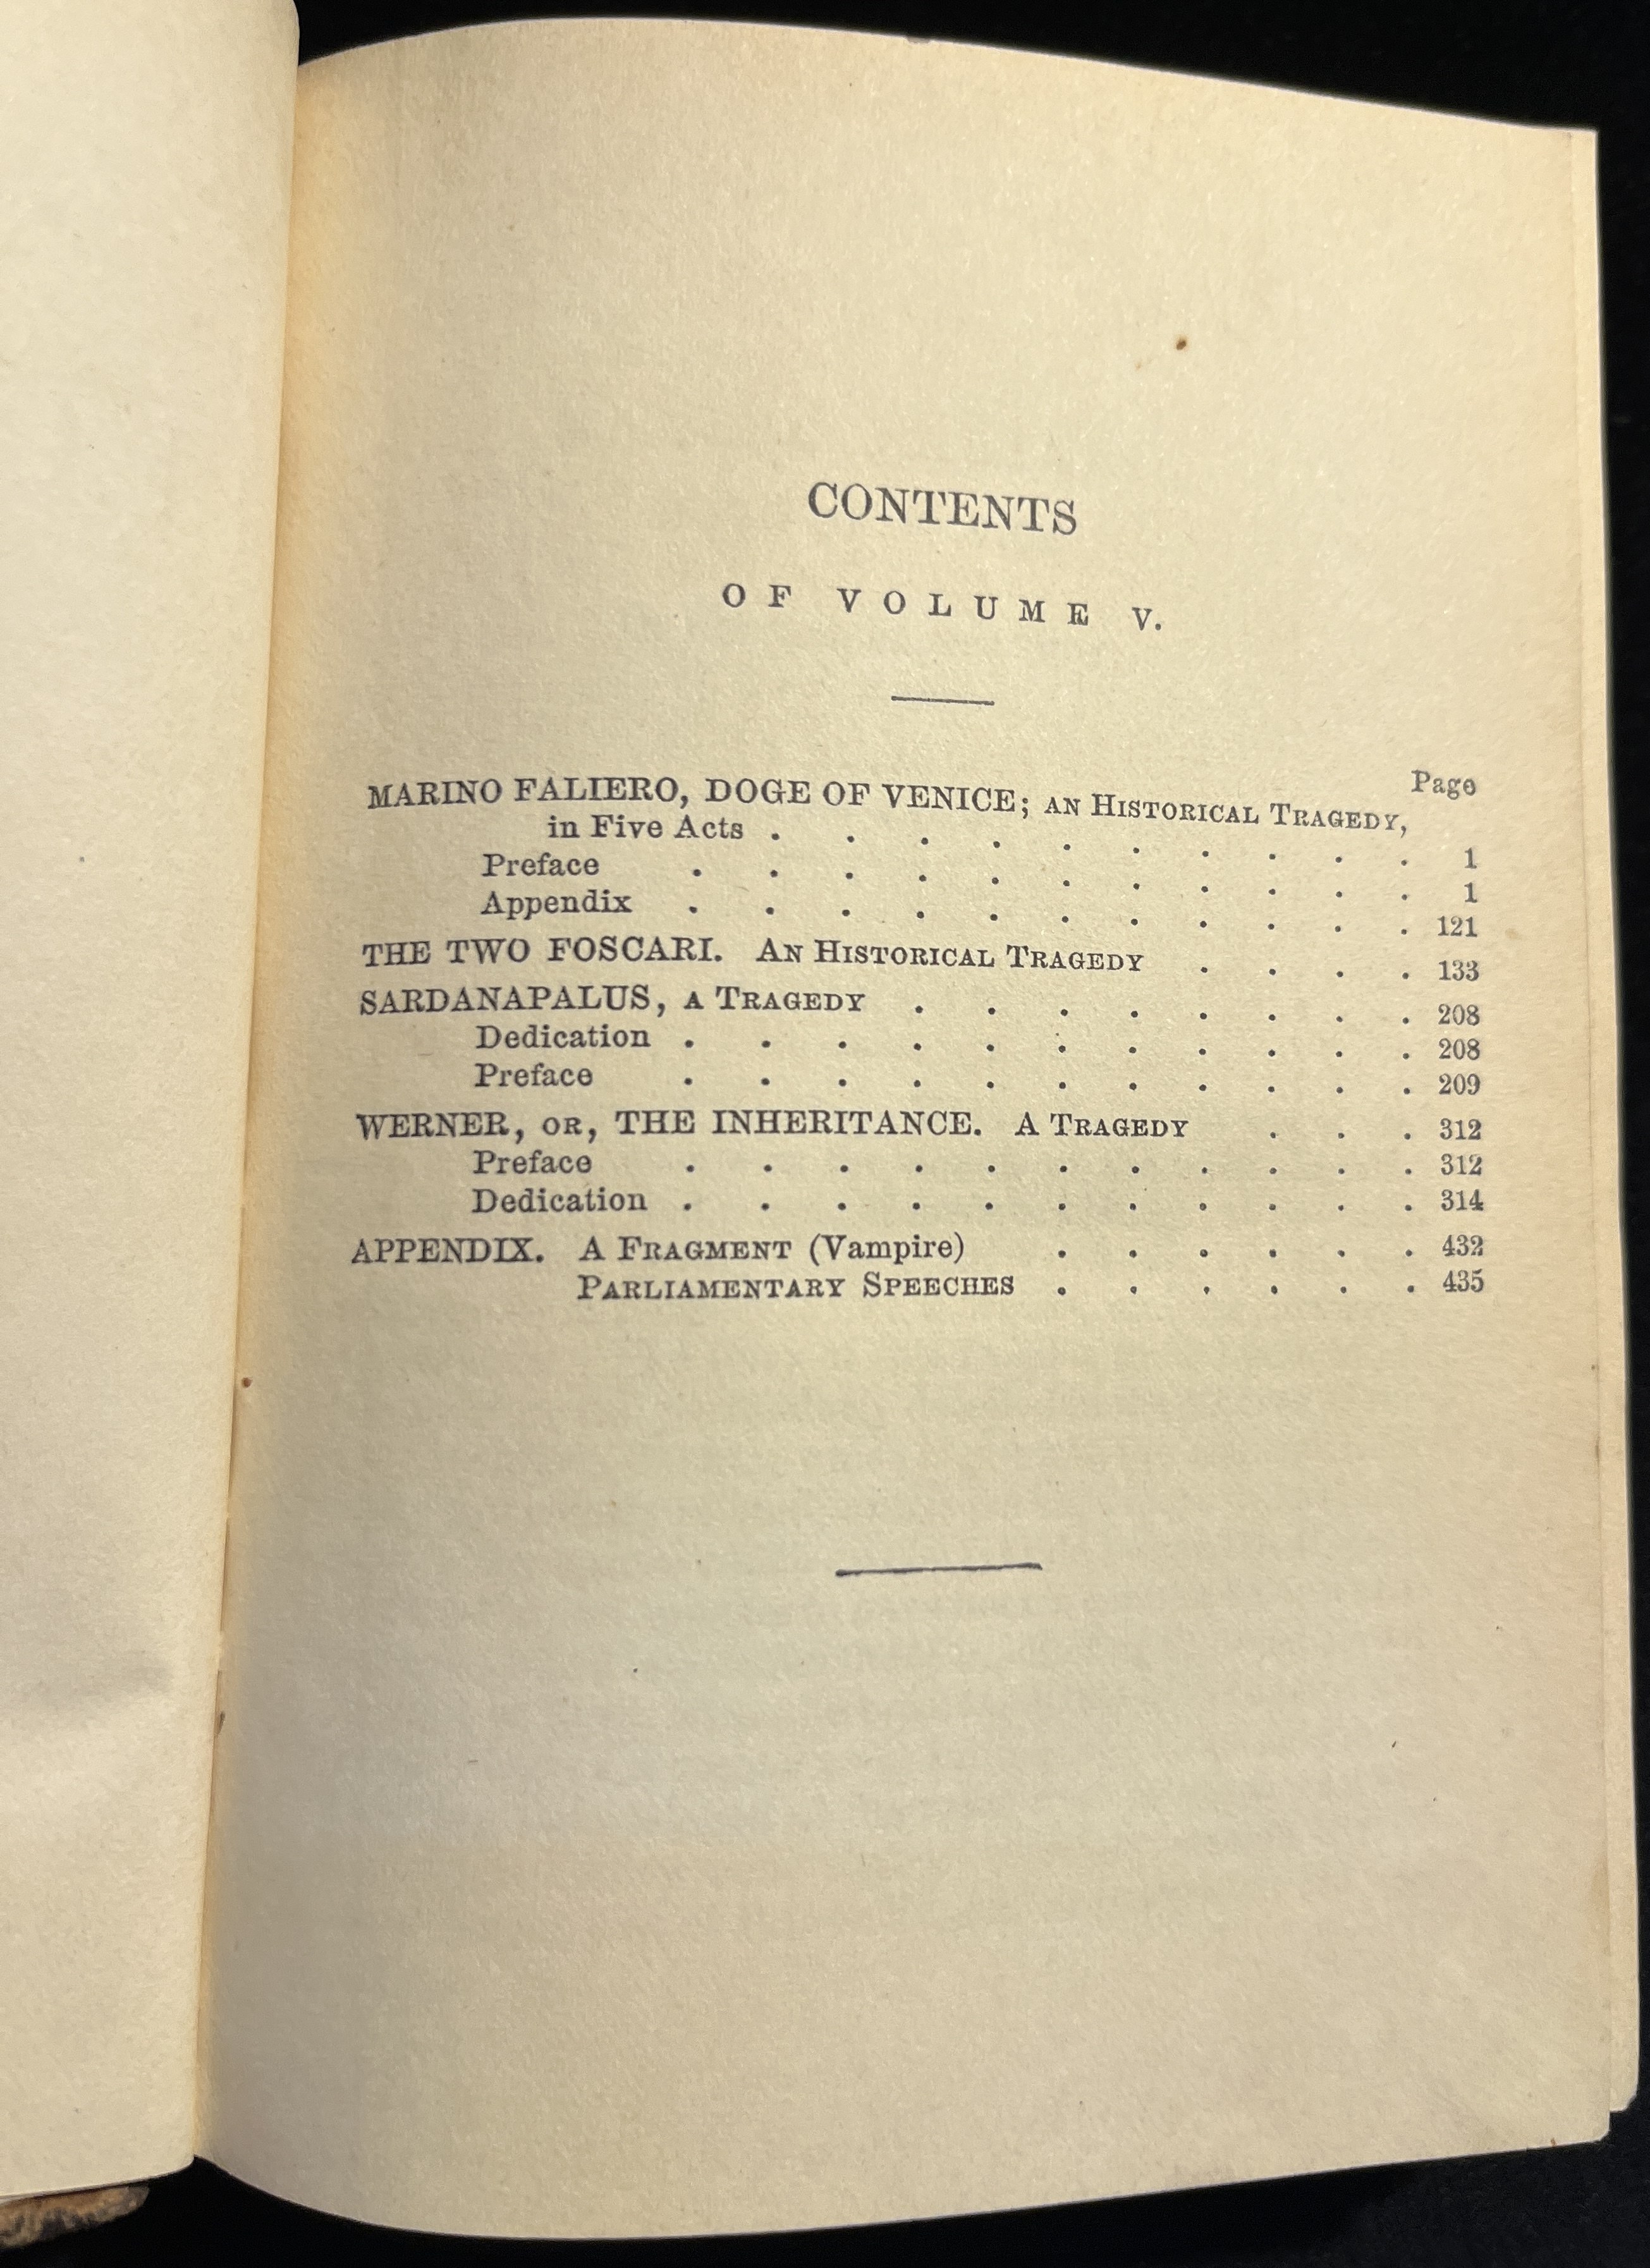 CONTENTS
OF VOLUME V.
Page
MARINO FALIERO, DOGE OF VENICE; AN HISTORICAL TRAGEDY,
in Five Acts . . . . . . . . . . 1
Preface . . . . . . . . . . . 1
Appendix . . . . . . . . . . . 121
THE TWO FOSCARI. AN HISTORICAL TRAGEDY . . . . 133
SARDANAPALUS, A TRAGEDY . . . . . . . . 208
Dedication . . . . . . . . . . . 208
Preface . . . . . . . . . . . 209
WERNER, OR, THE INHERITANCE. A TRAGEDY . . . 312
Preface . . . . . . . . . . . 312
Dedication . . . . . . . . . . . 314
APPENDIX. A FRAGMENT (Vampire) . . . . . . 432
PARLIAMENTARY SPEECHES . . . . . . 435